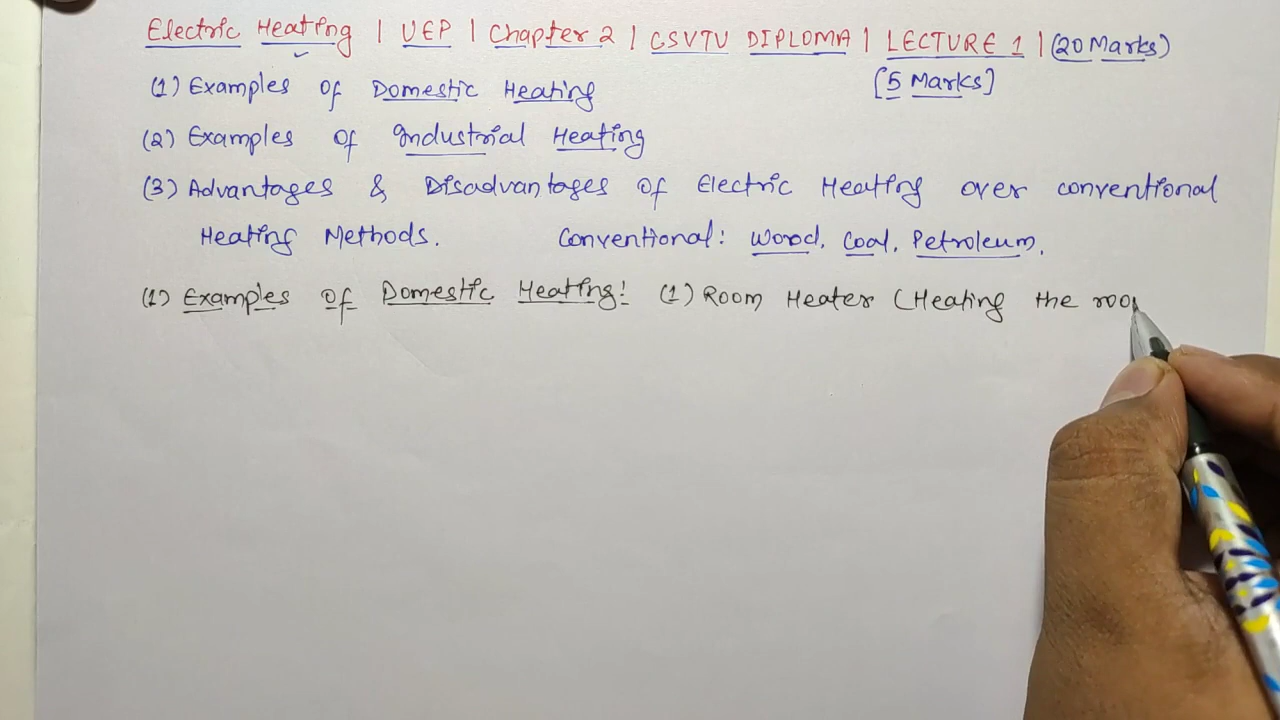 Electric Heating | UEP | Chapter 2 | CSVTU DIPLOMA | LECTURE 1 | (20 Marks)
(1) Examples of Domestic Heating [5 Marks]
(2) Examples of Industrial Heating
(3) Advantages & Disadvantages of Electric Heating over conventional
Heating Methods. Conventional: Wood, Coal, Petroleum.
(1) Examples of Domestic Heating: (1) Room Heater (Heating the roo